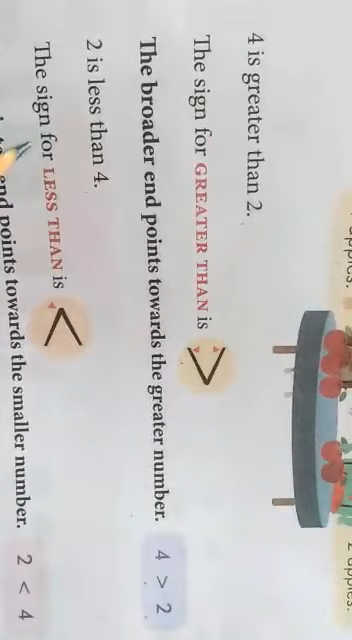 apples.
2 apples.
4 is greater than 2.
The sign for GREATER THAN is >
The broader end points towards the greater number. 4 > 2
2 is less than 4.
The sign for LESS THAN is <
end points towards the smaller number. 2 < 4